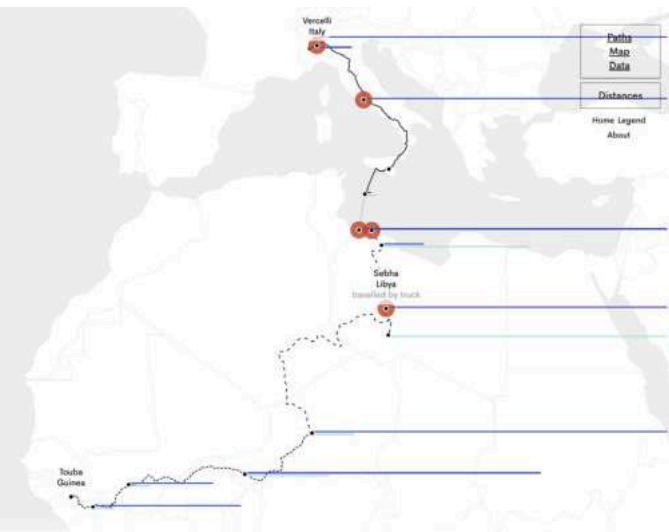 Vercelli
Italy
Paths
Map
Data
Distances
Home Legend
About
Sebha
Libya
travelled by truck
Touba
Guinea